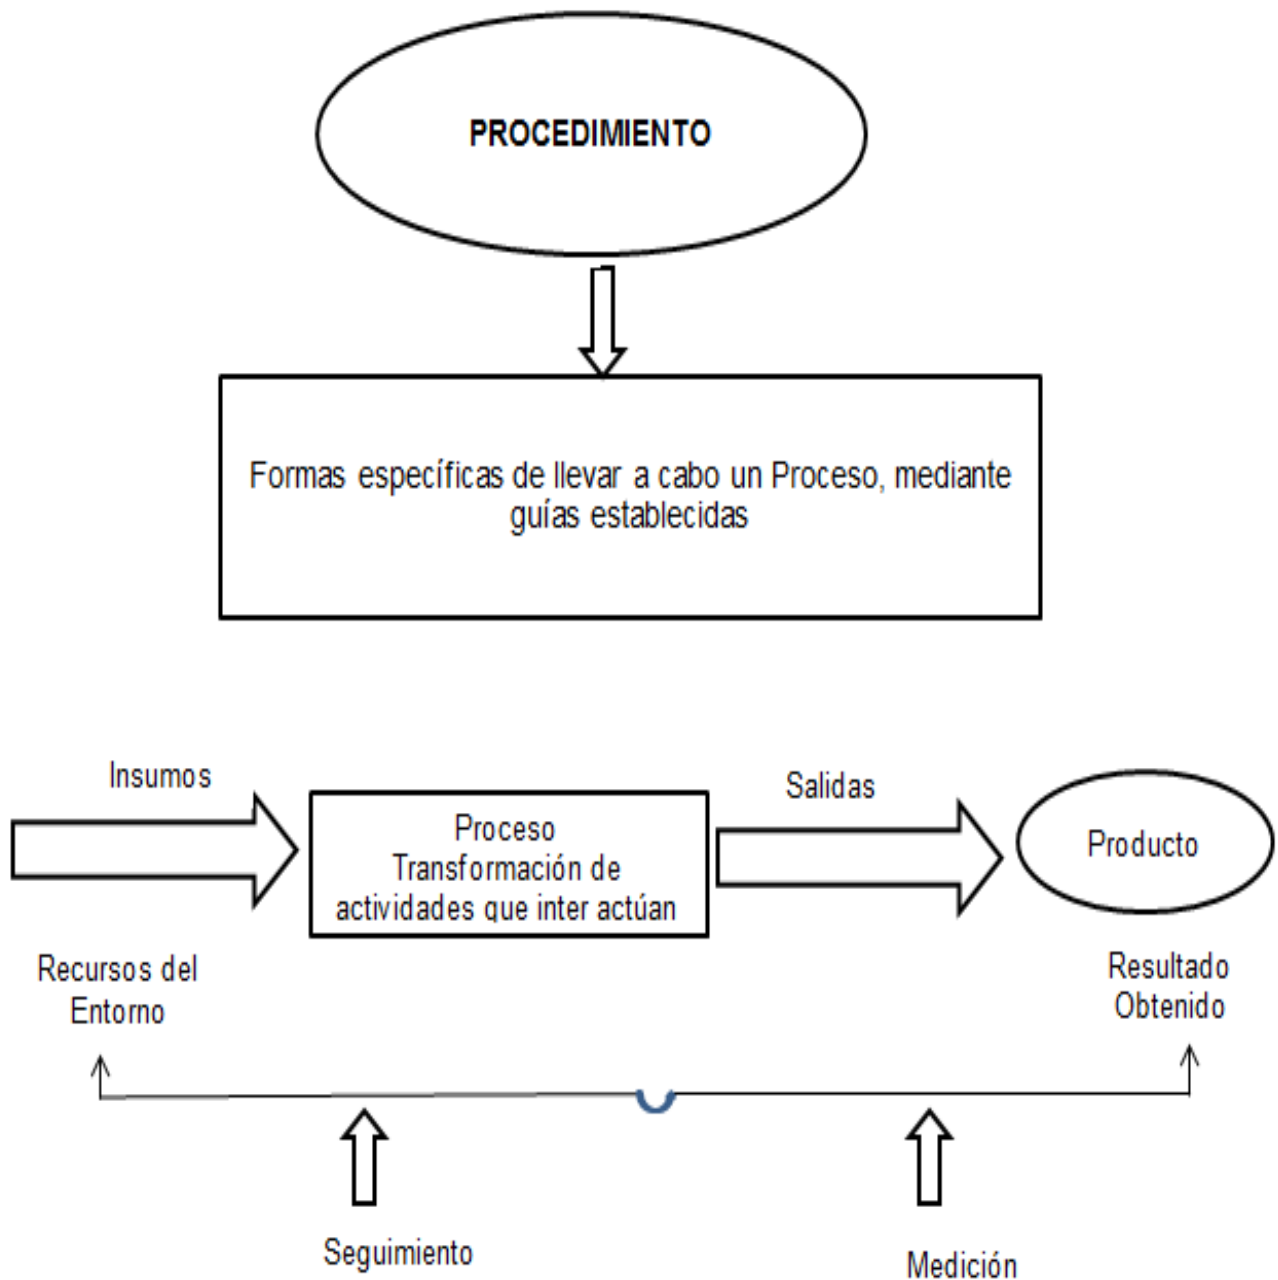 PROCEDIMIENTO
Formas específicas de llevar a cabo un Proceso, mediante
guías establecidas
Insumos
Proceso
Transformación de
actividades que inter actúan
Salidas
Producto
Recursos del
Entorno
Resultado
Obtenido
Seguimiento
Medición